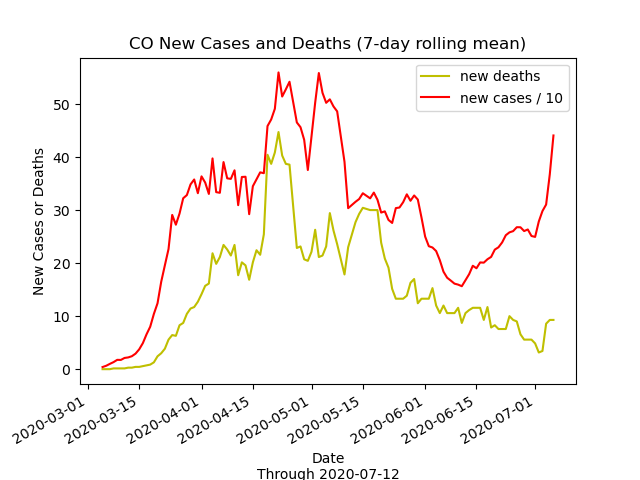 CO New Cases and Deaths (7-day rolling mean)
new deaths
new cases / 10
50
40
30
20
10
0
New Cases or Deaths
2020-03-01
2020-03-15
2020-04-01
2020-04-15
2020-05-01
2020-05-15
2020-06-01
2020-06-15
2020-07-01
Date
Through 2020-07-12